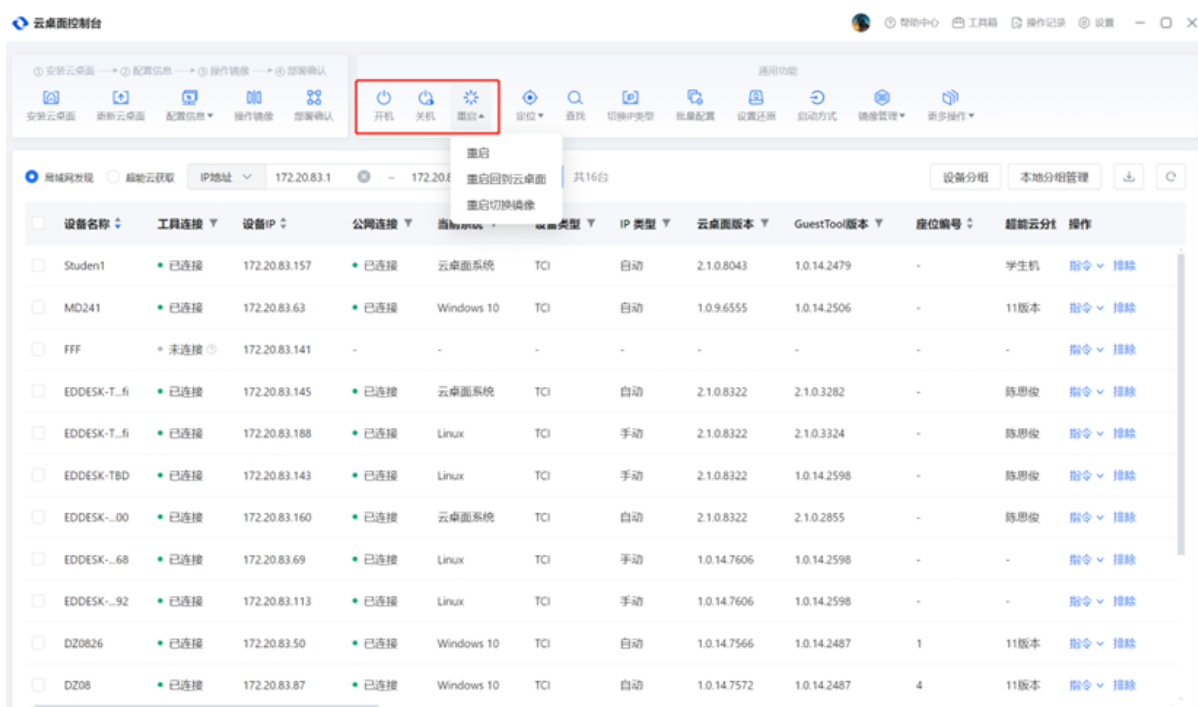 云桌面控制台
帮助中心 工具箱 操作记录 设置
① 安装云桌面 ② 配置信息 ③ 操作镜像 ④ 部署确认
通用功能
安装云桌面 更新云桌面 配置信息 操作镜像 部署确认 开机 关机 重启 定位 查找 切换IP类型 批量配置 设置还原 启动方式 镜像管理 更多操作
重启
重启回到云桌面
重启切换镜像
局域网发现 超能云获取 IP地址 172.20.83.1 - 172.20.8 共16台 设备分组 本地分组管理
设备名称 工具连接 设备IP 公网连接 当前系统 设备类型 IP 类型 云桌面版本 GuestTool版本 座位编号 超能云分 操作
Studen1 已连接 172.20.83.157 已连接 云桌面系统 TCI 自动 2.1.0.8043 1.0.14.2479 - 学生机 指令 排除
MD241 已连接 172.20.83.63 已连接 Windows 10 TCI 自动 1.0.9.6555 1.0.14.2506 - 11版本 指令 排除
FFF 未连接 172.20.83.141 - - - - - - - - 指令 排除
EDDESK-T...fi 已连接 172.20.83.145 已连接 云桌面系统 TCI 自动 2.1.0.8322 2.1.0.3282 - 陈思俊 指令 排除
EDDESK-T...fi 已连接 172.20.83.188 已连接 Linux TCI 手动 2.1.0.8322 2.1.0.3324 - 陈思俊 指令 排除
EDDESK-TBD 已连接 172.20.83.143 已连接 Linux TCI 手动 2.1.0.8322 1.0.14.2598 - 陈思俊 指令 排除
EDDESK-...00 已连接 172.20.83.160 已连接 云桌面系统 TCI 自动 2.1.0.8322 2.1.0.2855 - 陈思俊 指令 排除
EDDESK-...68 已连接 172.20.83.69 已连接 Linux TCI 手动 1.0.14.7606 1.0.14.2598 - - 指令 排除
EDDESK-...92 已连接 172.20.83.113 已连接 Linux TCI 手动 1.0.14.7606 1.0.14.2598 - - 指令 排除
DZ0826 已连接 172.20.83.50 已连接 Windows 10 TCI 自动 1.0.14.7566 1.0.14.2487 1 11版本 指令 排除
DZ08 已连接 172.20.83.87 已连接 Windows 10 TCI 自动 1.0.14.7572 1.0.14.2487 4 11版本 指令 排除